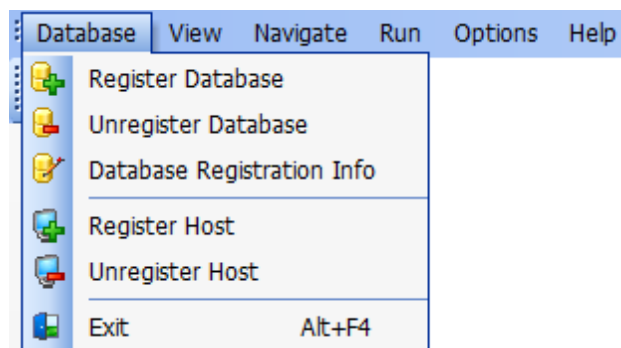 Database View Navigate Run Options Help
Register Database
Unregister Database
Database Registration Info
Register Host
Unregister Host
Exit Alt+F4